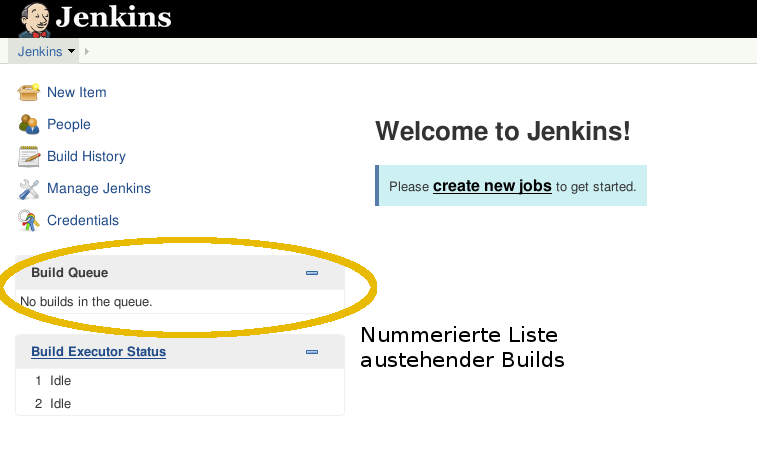 Jenkins
Jenkins
New Item
People
Build History
Manage Jenkins
Credentials
Welcome to Jenkins!
Please create new jobs to get started.
Build Queue
No builds in the queue.
Nummerierte Liste
austehender Builds
Build Executor Status
1 Idle
2 Idle